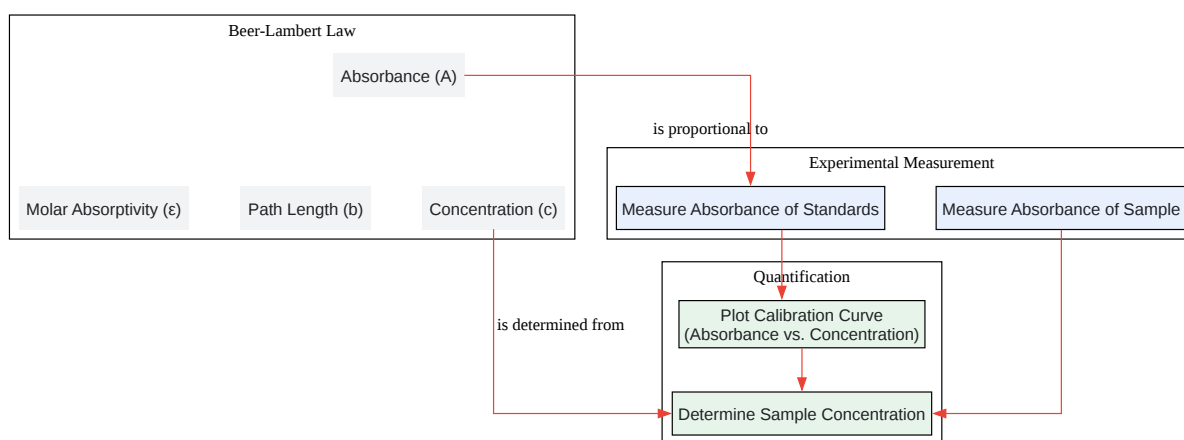 Beer-Lambert Law
Absorbance (A)
is proportional to
Experimental Measurement
Molar Absorptivity (ε)
Path Length (b)
Concentration (c)
Measure Absorbance of Standards
Measure Absorbance of Sample
Quantification
Plot Calibration Curve
(Absorbance vs. Concentration)
is determined from
Determine Sample Concentration